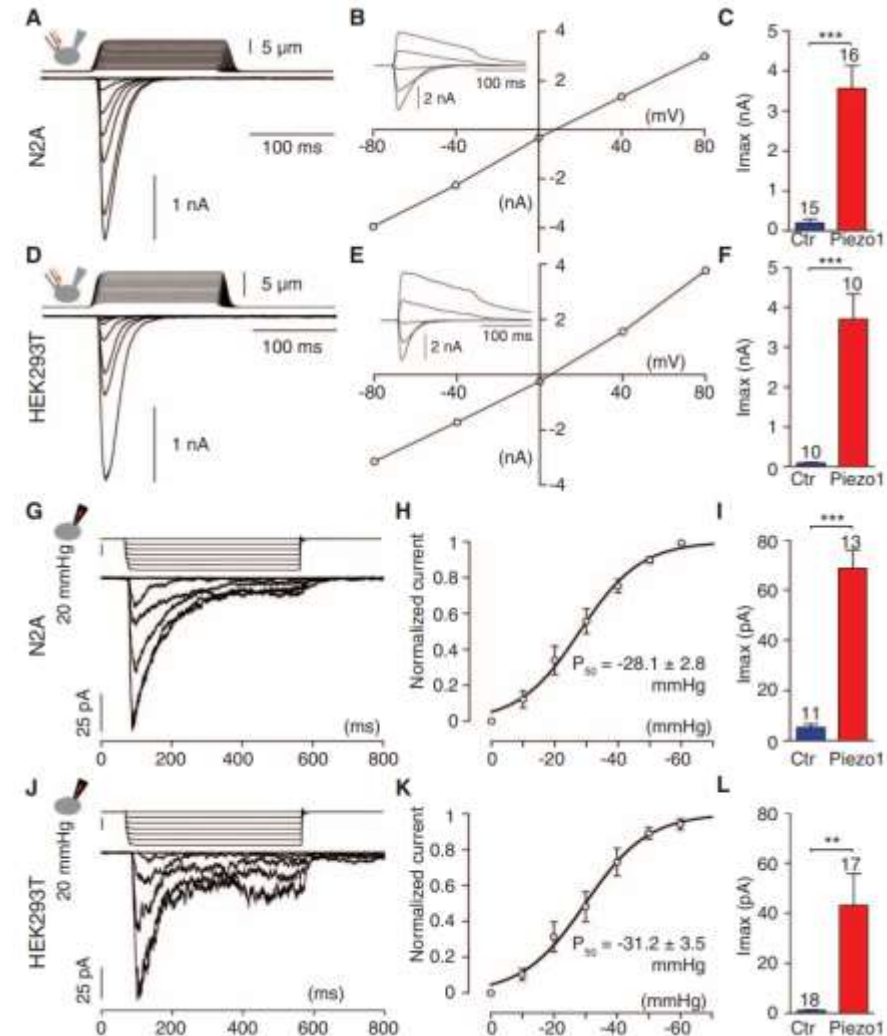 A
5 μm
N2A
100 ms
1 nA
B
4
2
100 ms
2 nA
(mV)
-80
-40
0
40
80
-2
(nA)
-4
C
5
***
16
4
Imax (nA)
3
2
1
15
0
Ctr
Piezo1
D
5 μm
HEK293T
100 ms
1 nA
E
4
2
100 ms
2 nA
(mV)
-80
-40
0
40
80
-2
(nA)
-4
F
5
***
10
4
Imax (nA)
3
2
1
10
0
Ctr
Piezo1
G
20 mmHg
N2A
25 pA
(ms)
0
200
400
600
800
H
Normalized current
1
0.8
0.6
0.4
0.2
0
P50 = -28.1 ± 2.8
mmHg
(mmHg)
0
-20
-40
-60
I
80
***
13
60
Imax (pA)
40
20
11
0
Ctr
Piezo1
J
20 mmHg
HEK293T
25 pA
(ms)
0
200
400
600
800
K
Normalized current
1
0.8
0.6
0.4
0.2
0
P50 = -31.2 ± 3.5
mmHg
(mmHg)
0
-20
-40
-60
L
80
**
17
60
Imax (pA)
40
20
18
0
Ctr
Piezo1